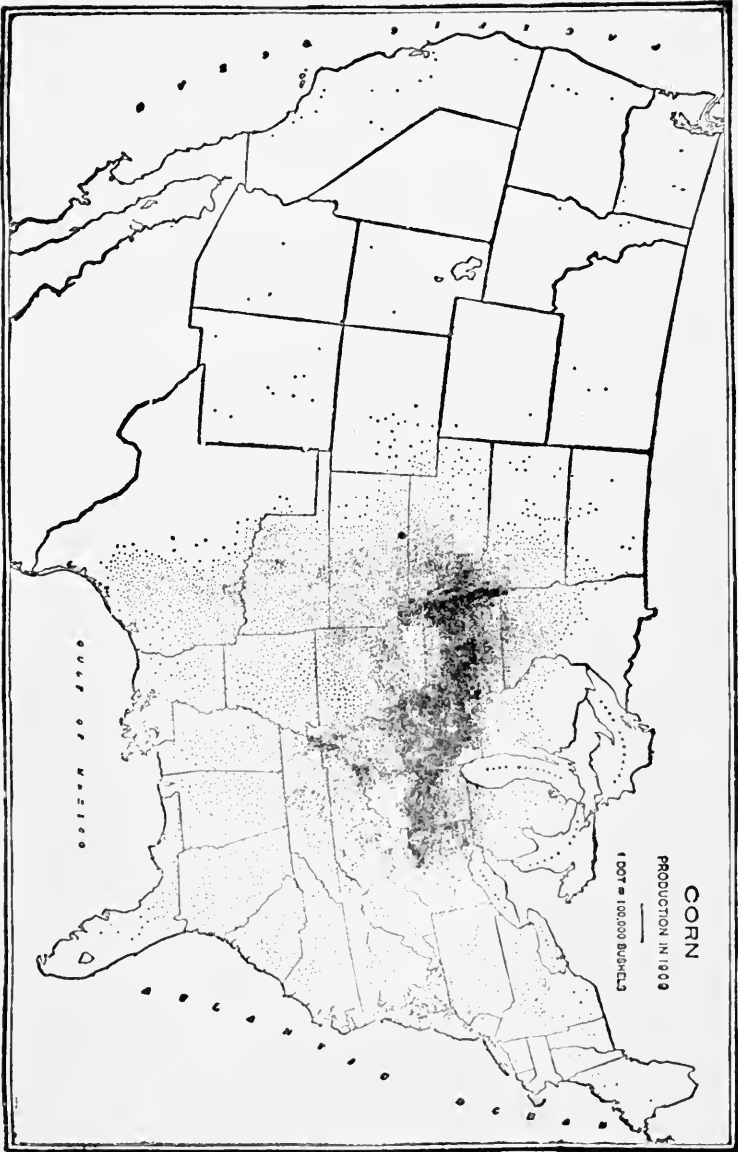 PACIFIC OCEAN
CORN
PRODUCTION IN 1909
1 DOT = 100,000 BUSHELS
GULF OF MEXICO
ATLANTIC OCEAN